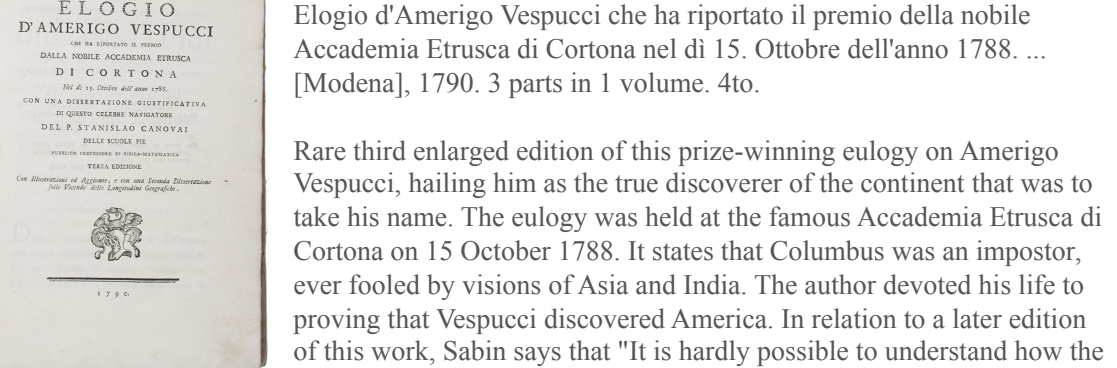 ELOGIO
D'AMERIGO VESPUCCI
CHE HA RIPORTATO IL PREMIO
DALLA NOBILE ACCADEMIA ETRUSCA
DI CORTONA
Nel dì 15. Ottobre dell'anno 1788.
CON UNA DISSERTAZIONE GIUSTIFICATIVA
DI QUESTO CELEBRE NAVIGATORE
DEL P. STANISLAO CANOVAI
DELLE SCUOLE PIE
PUBBLICO PROFESSORE DI FISICA-MATEMATICA
TERZA EDIZIONE
Con Illustrazioni ed Aggiunte, e con una Seconda Dissertazione
sulle Vicende delle Longitudini Geografiche.
1790.
Elogio d'Amerigo Vespucci che ha riportato il premio della nobile
Accademia Etrusca di Cortona nel dì 15. Ottobre dell'anno 1788. ...
[Modena], 1790. 3 parts in 1 volume. 4to.
Rare third enlarged edition of this prize-winning eulogy on Amerigo
Vespucci, hailing him as the true discoverer of the continent that was to
take his name. The eulogy was held at the famous Accademia Etrusca di
Cortona on 15 October 1788. It states that Columbus was an impostor,
ever fooled by visions of Asia and India. The author devoted his life to
proving that Vespucci discovered America. In relation to a later edition
of this work, Sabin says that "It is hardly possible to understand how the